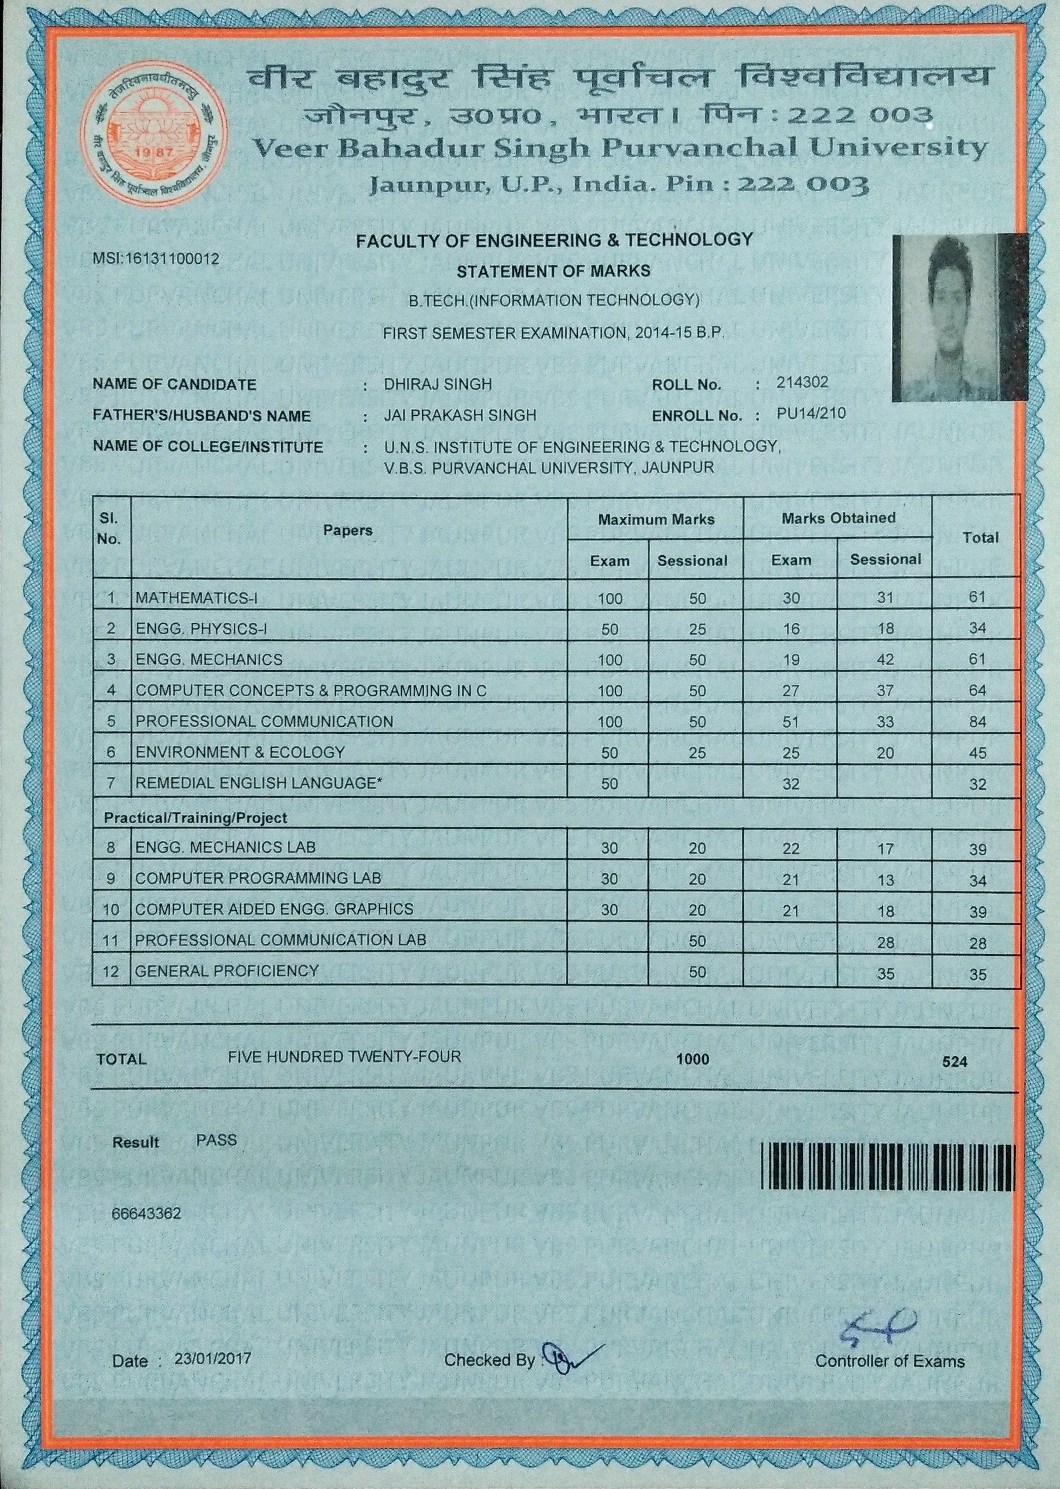 वीर बहादुर सिंह पूर्वांचल विश्वविद्यालय
जौनपुर, उ0प्र0, भारत। पिन : 222 003
Veer Bahadur Singh Purvanchal University
Jaunpur, U.P., India. Pin : 222 003
तेजस्विनावधीतमस्तु
1987
वीर बहादुर सिंह पूर्वांचल विश्वविद्यालय, जौनपुर
MSI:16131100012
FACULTY OF ENGINEERING & TECHNOLOGY
STATEMENT OF MARKS
B.TECH.(INFORMATION TECHNOLOGY)
FIRST SEMESTER EXAMINATION, 2014-15 B.P.
NAME OF CANDIDATE : DHIRAJ SINGH ROLL No. : 214302
FATHER'S/HUSBAND'S NAME : JAI PRAKASH SINGH ENROLL No. : PU14/210
NAME OF COLLEGE/INSTITUTE : U.N.S. INSTITUTE OF ENGINEERING & TECHNOLOGY,
V.B.S. PURVANCHAL UNIVERSITY, JAUNPUR
Sl. No. Papers Maximum Marks Marks Obtained Total
Exam Sessional Exam Sessional
1 MATHEMATICS-I 100 50 30 31 61
2 ENGG. PHYSICS-I 50 25 16 18 34
3 ENGG. MECHANICS 100 50 19 42 61
4 COMPUTER CONCEPTS & PROGRAMMING IN C 100 50 27 37 64
5 PROFESSIONAL COMMUNICATION 100 50 51 33 84
6 ENVIRONMENT & ECOLOGY 50 25 25 20 45
7 REMEDIAL ENGLISH LANGUAGE* 50 32 32
Practical/Training/Project
8 ENGG. MECHANICS LAB 30 20 22 17 39
9 COMPUTER PROGRAMMING LAB 30 20 21 13 34
10 COMPUTER AIDED ENGG. GRAPHICS 30 20 21 18 39
11 PROFESSIONAL COMMUNICATION LAB 50 28 28
12 GENERAL PROFICIENCY 50 35 35
TOTAL FIVE HUNDRED TWENTY-FOUR 1000 524
Result PASS
66643362
Date : 23/01/2017 Checked By : Controller of Exams